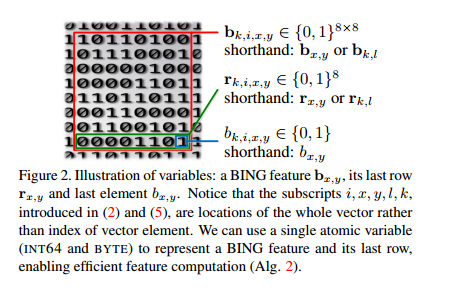 b_{k,i,x,y} ∈ {0, 1}^{8×8}
shorthand: b_{x,y} or b_{k,l}
r_{k,i,x,y} ∈ {0, 1}^8
shorthand: r_{x,y} or r_{k,l}
b_{k,i,x,y} ∈ {0, 1}
shorthand: b_{x,y}
Figure 2. Illustration of variables: a BING feature b_{x,y}, its last row
r_{x,y} and last element b_{x,y}. Notice that the subscripts i, x, y, l, k,
introduced in (2) and (5), are locations of the whole vector rather
than index of vector element. We can use a single atomic variable
(INT64 and BYTE) to represent a BING feature and its last row,
enabling efficient feature computation (Alg. 2).